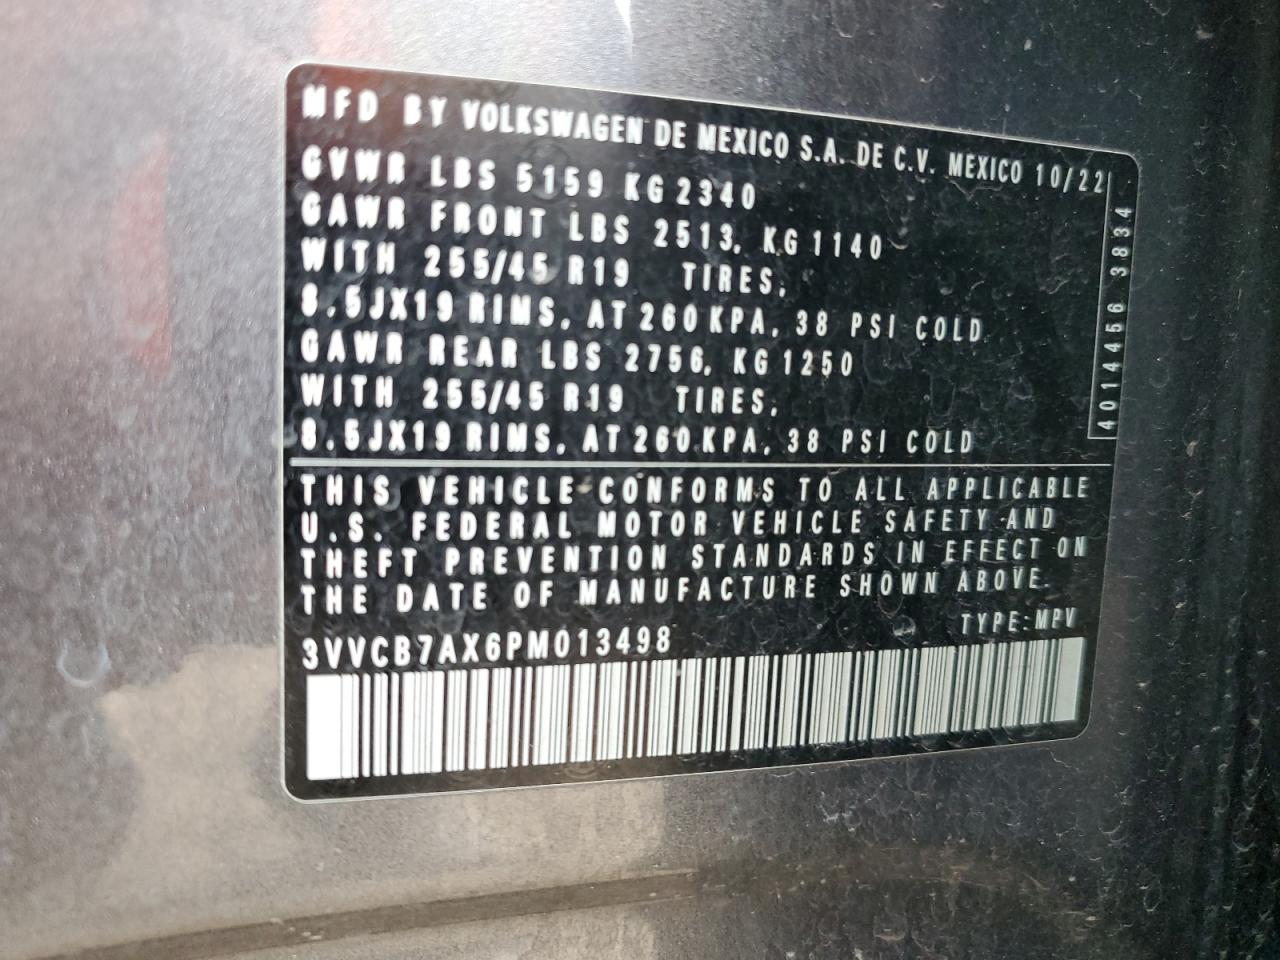 MFD BY VOLKSWAGEN DE MEXICO S.A. DE C.V. MEXICO 10/22
GVWR LBS 5159 KG 2340
GAWR FRONT LBS 2513, KG 1140
WITH 255/45 R19 TIRES,
8.5JX19 RIMS, AT 260 KPA, 38 PSI COLD
GAWR REAR LBS 2756, KG 1250
WITH 255/45 R19 TIRES,
8.5JX19 RIMS, AT 260 KPA, 38 PSI COLD
4014456 3834
THIS VEHICLE CONFORMS TO ALL APPLICABLE
U.S. FEDERAL MOTOR VEHICLE SAFETY AND
THEFT PREVENTION STANDARDS IN EFFECT ON
THE DATE OF MANUFACTURE SHOWN ABOVE.
TYPE: MPV
3VVCB7AX6PM013498